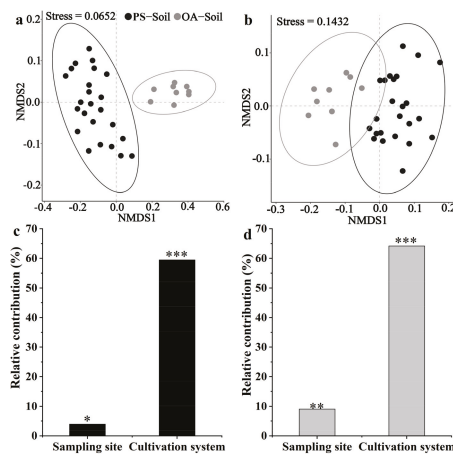 a
Stress = 0.0652
PS−Soil
OA−Soil
b
Stress = 0.1432
0.2
0.1
0.0
-0.1
-0.2
NMDS2
-0.4
-0.2
0.0
0.2
0.4
0.6
NMDS1
0.1
0.0
-0.1
NMDS2
-0.3
-0.2
-0.1
0.0
0.1
0.2
NMDS1
c
70
60
50
40
30
20
10
0
Relative contribution (%)
*
***
Sampling site
Cultivation system
d
70
60
50
40
30
20
10
0
Relative contribution (%)
**
***
Sampling site
Cultivation system